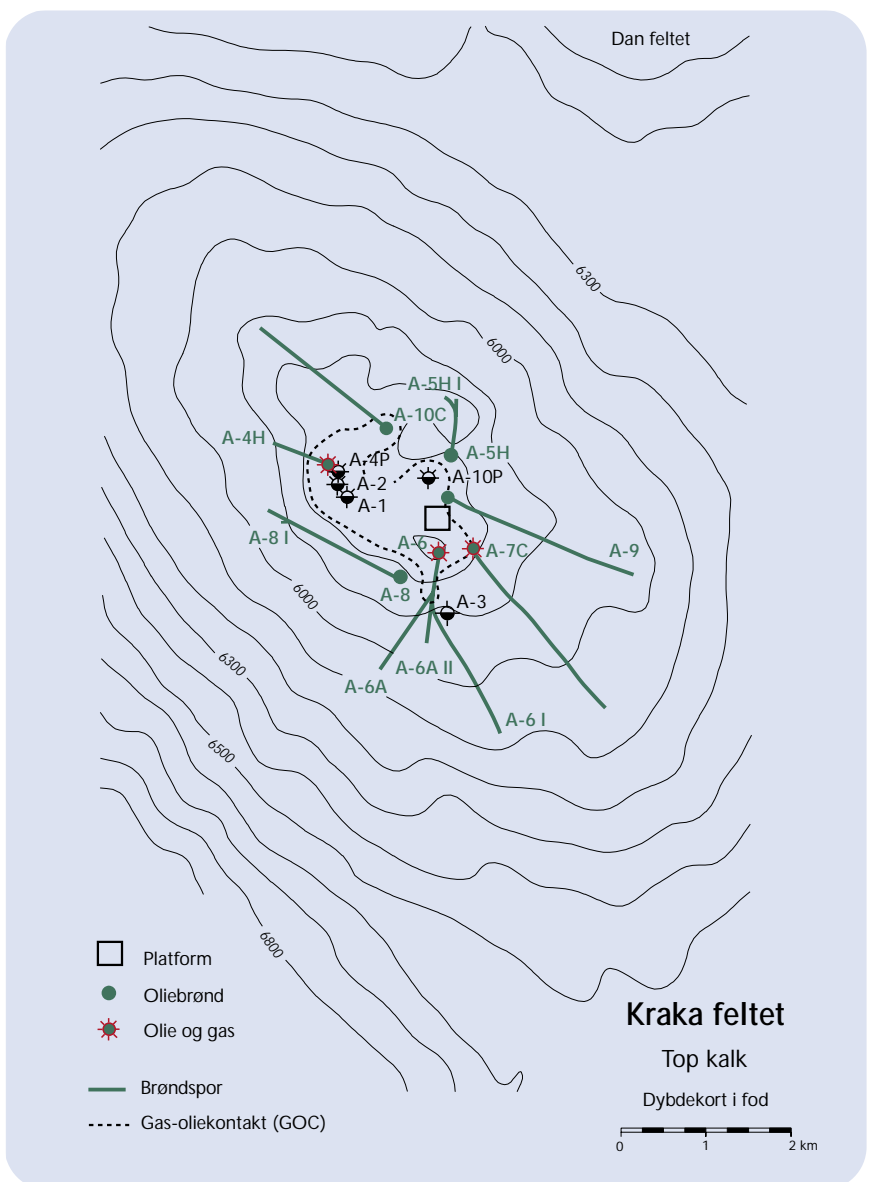 Dan feltet
6300
6000
A-5H I
A-10C
A-4H
A-4P
A-5H
A-2
A-10P
A-1
A-8 I
A-6
A-7C
A-9
A-8
6000
A-3
6300
A-6A II
A-6A
A-6 I
6500
6800
Platform
Oliebrønd
Olie og gas
Brøndspor
Gas-oliekontakt (GOC)
Kraka feltet
Top kalk
Dybdekort i fod
0 1 2 km